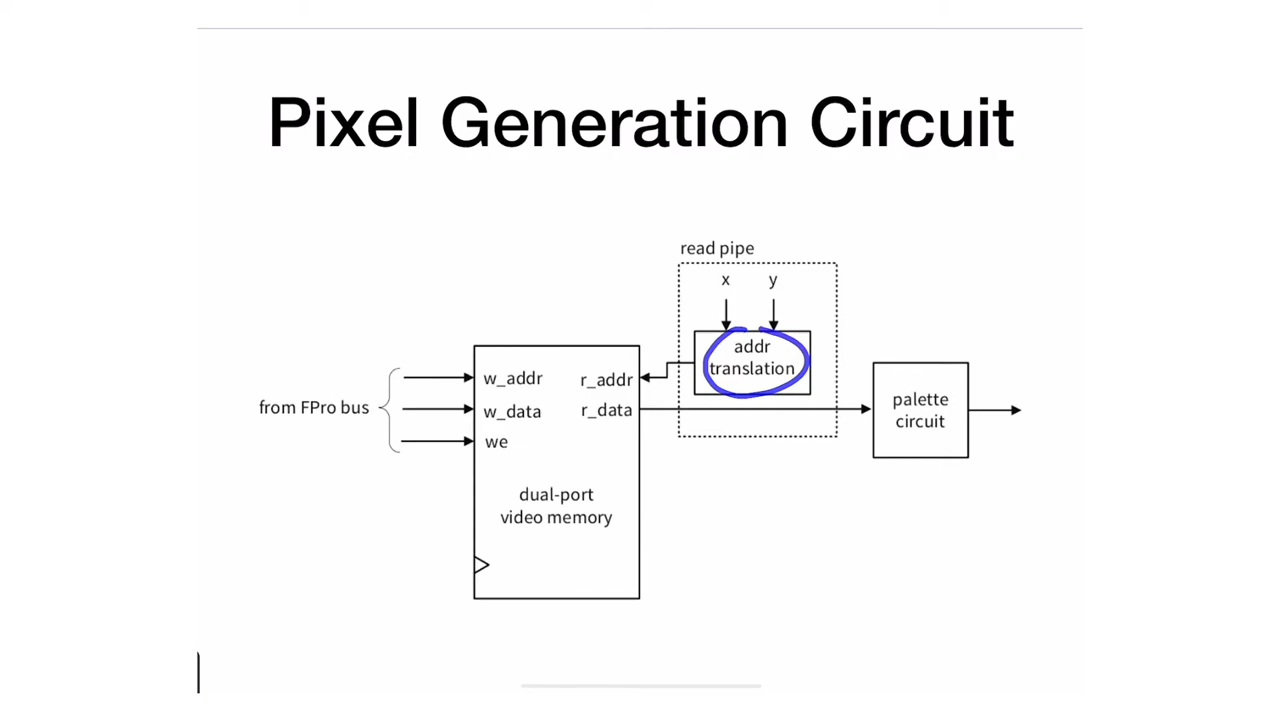 Pixel Generation Circuit
read pipe
x y
addr
translation
from FPro bus
w_addr r_addr
w_data r_data
we
dual-port
video memory
palette
circuit